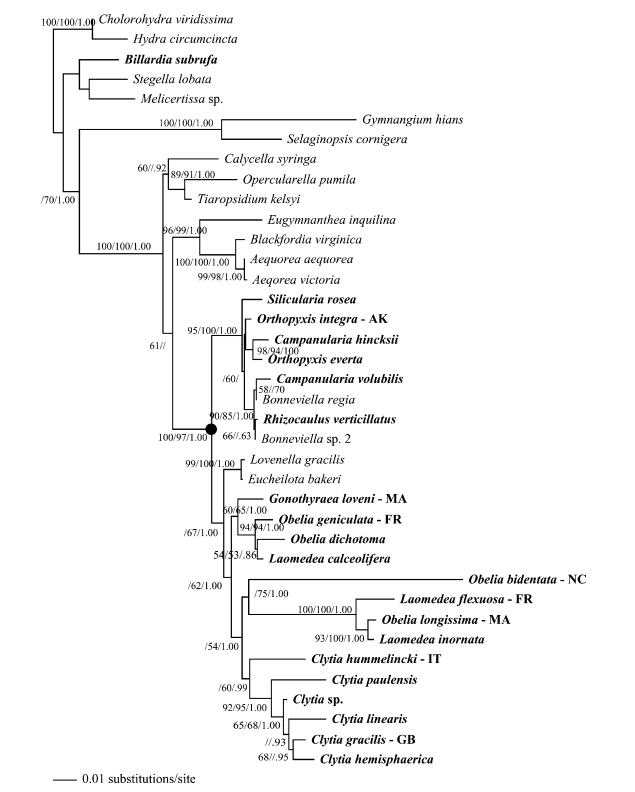 Cholorohydra viridissima
100/100/1.00
Hydra circumcincta
Billardia subrufa
Stegella lobata
Melicertissa sp.
Gymnangium hians
100/100/1.00
Selaginopsis cornigera
Calycella syringa
60//.92
89/91/1.00
Opercularella pumila
/70/1.00
Tiaropsidium kelsyi
Eugymnanthea inquilina
96/99/1.00
Blackfordia virginica
100/100/1.00
Aequorea aequorea
100/100/1.00
99/98/1.00
Aeqorea victoria
Silicularia rosea
Orthopyxis integra - AK
95/100/1.00
Campanularia hincksii
61//
98/94/100
Orthopyxis everta
/60/
Campanularia volubilis
58//70
Bonneviella regia
90/85/1.00
Rhizocaulus verticillatus
100/97/1.00
66//.63
Bonneviella sp. 2
Lovenella gracilis
99/100/1.00
Eucheilota bakeri
Gonothyraea loveni - MA
60/65/1.00
Obelia geniculata - FR
94/94/1.00
/67/1.00
Obelia dichotoma
54/53/.86
Laomedea calceolifera
Obelia bidentata - NC
/62/1.00
/75/1.00
Laomedea flexuosa - FR
100/100/1.00
Obelia longissima - MA
93/100/1.00
Laomedea inornata
/54/1.00
Clytia hummelincki - IT
Clytia paulensis
/60/.99
Clytia sp.
92/95/1.00
Clytia linearis
65/68/1.00
Clytia gracilis - GB
//.93
68//.95
Clytia hemisphaerica
0.01 substitutions/site